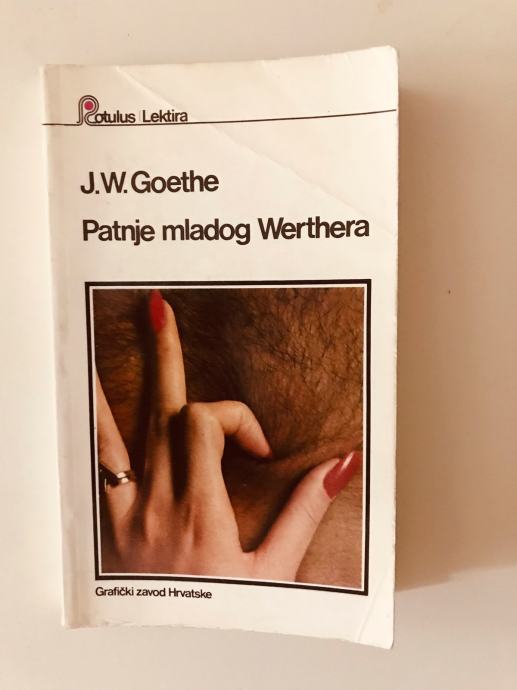 Rotulus | Lektira
J.W. Goethe
Patnje mladog Werthera
Grafički zavod Hrvatske